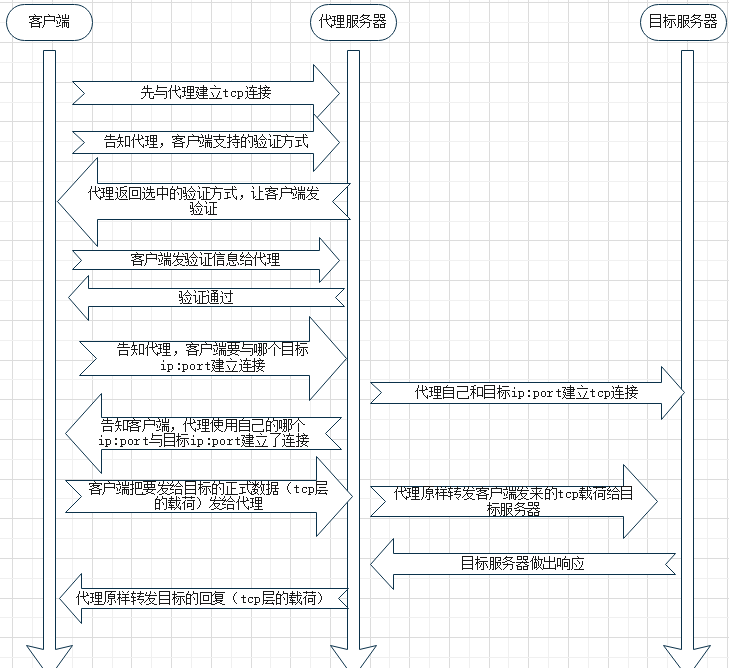 客户端
代理服务器
目标服务器
先与代理建立tcp连接
告知代理，客户端支持的验证方式
代理返回选中的验证方式，让客户端发
验证
客户端发验证信息给代理
验证通过
告知代理，客户端要与哪个目标
ip:port建立连接
代理自己和目标ip:port建立tcp连接
告知客户端，代理使用自己的哪个
ip:port与目标ip:port建立了连接
客户端把要发给目标的正式数据（tcp层
的载荷）发给代理
代理原样转发客户端发来的tcp载荷给目
标服务器
目标服务器做出响应
代理原样转发目标的回复（tcp层的载荷）